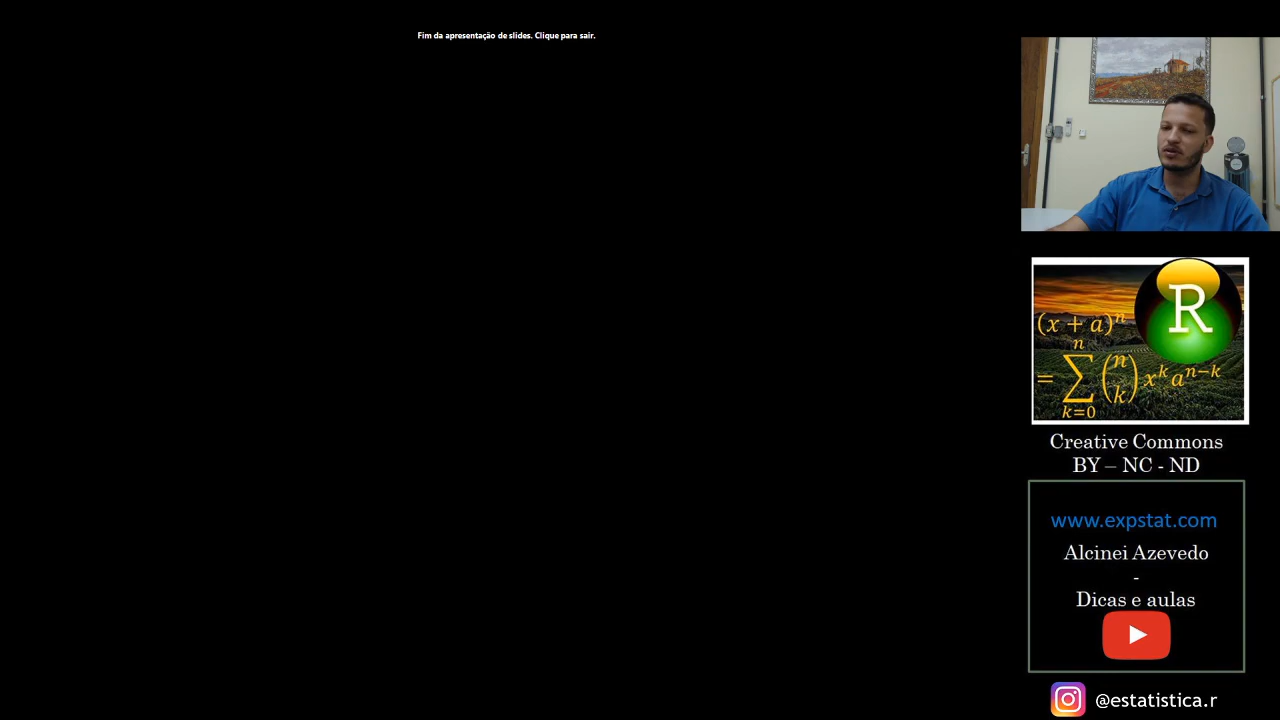 Fim da apresentação de slides. Clique para sair.
R
(x + a)^n
= ∑_{k=0}^{n} (n k) x^k a^{n−k}
Creative Commons
BY – NC - ND
www.expstat.com
Alcinei Azevedo
-
Dicas e aulas
@estatistica.r